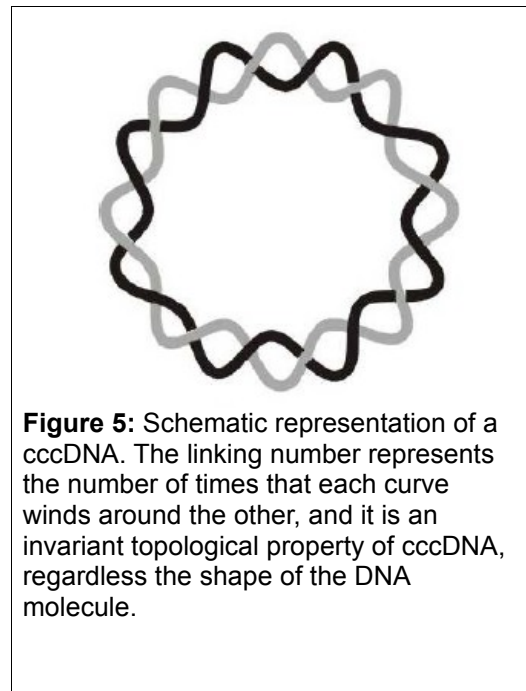 Figure 5: Schematic representation of a
cccDNA. The linking number represents
the number of times that each curve
winds around the other, and it is an
invariant topological property of cccDNA,
regardless the shape of the DNA
molecule.